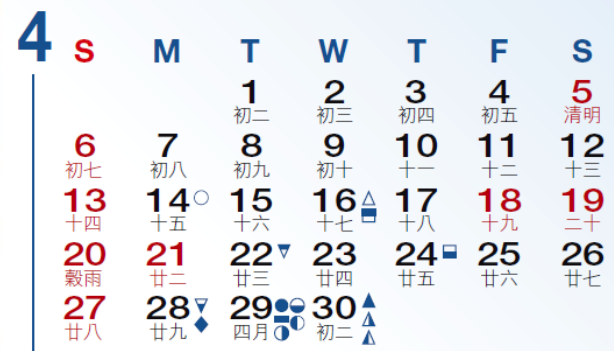 4 S M T W T F S
1 2 3 4 5
初二 初三 初四 初五 清明
6 7 8 9 10 11 12
初七 初八 初九 初十 十一 十二 十三
13 14 15 16 17 18 19
十四 十五 十六 十七 十八 十九 二十
20 21 22 23 24 25 26
穀雨 廿二 廿三 廿四 廿五 廿六 廿七
27 28 29 30
廿八 廿九 四月 初二 初三